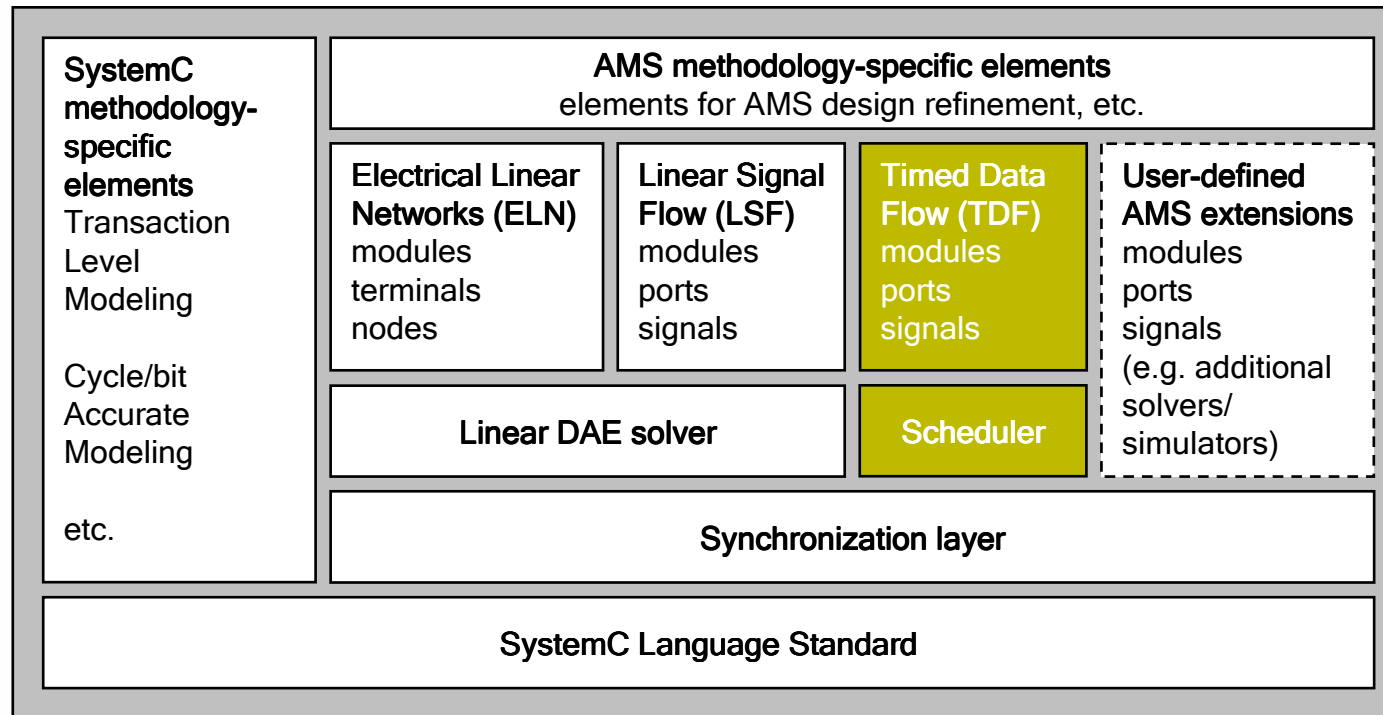 SystemC
methodology-
specific
elements
Transaction
Level
Modeling
Cycle/bit
Accurate
Modeling
etc.
AMS methodology-specific elements
elements for AMS design refinement, etc.
Electrical Linear
Networks (ELN)
modules
terminals
nodes
Linear Signal
Flow (LSF)
modules
ports
signals
Timed Data
Flow (TDF)
modules
ports
signals
User-defined
AMS extensions
modules
ports
signals
(e.g. additional
solvers/
simulators)
Linear DAE solver
Scheduler
Synchronization layer
SystemC Language Standard